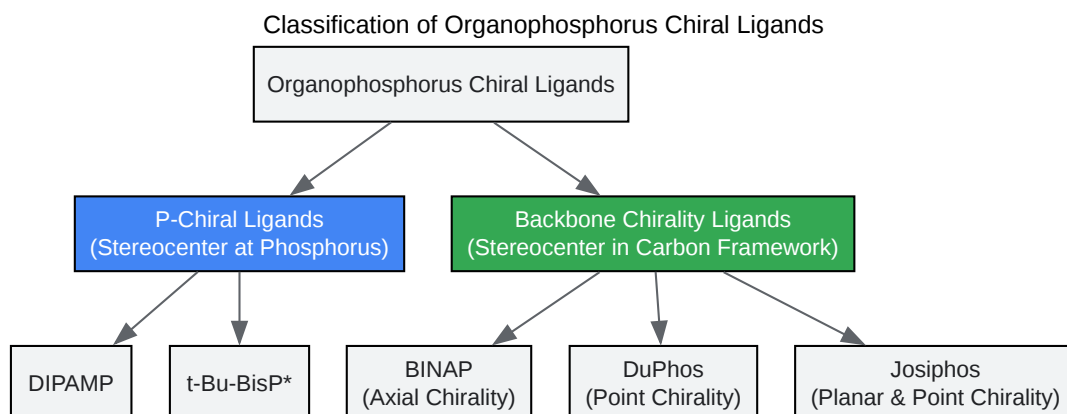 Classification of Organophosphorus Chiral Ligands
Organophosphorus Chiral Ligands
P-Chiral Ligands
(Stereocenter at Phosphorus)
Backbone Chirality Ligands
(Stereocenter in Carbon Framework)
DIPAMP
t-Bu-BisP*
BINAP
(Axial Chirality)
DuPhos
(Point Chirality)
Josiphos
(Planar & Point Chirality)